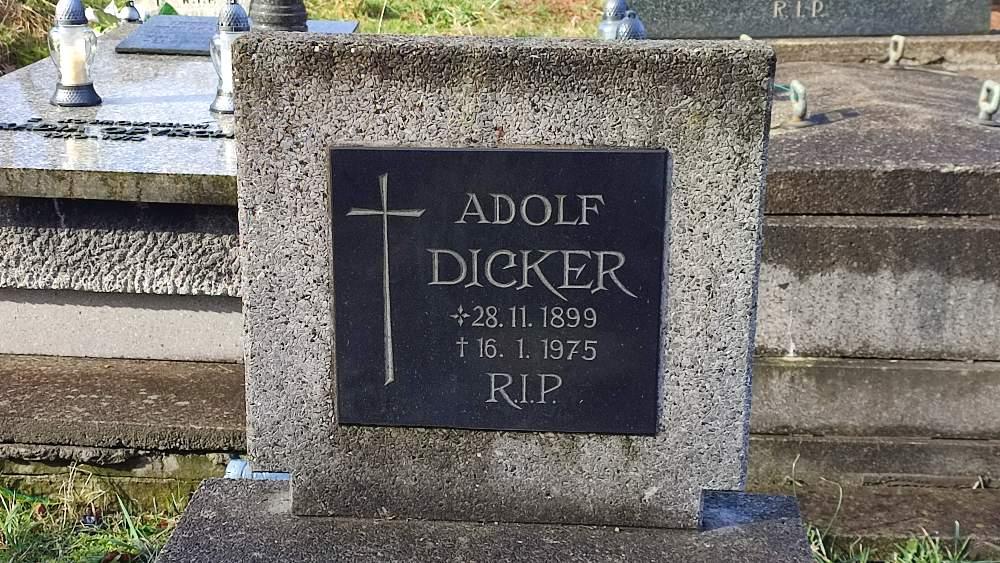 R I P
ADOLF
DICKER
✧28. 11. 1899
†16. 1. 1975
R.I.P.